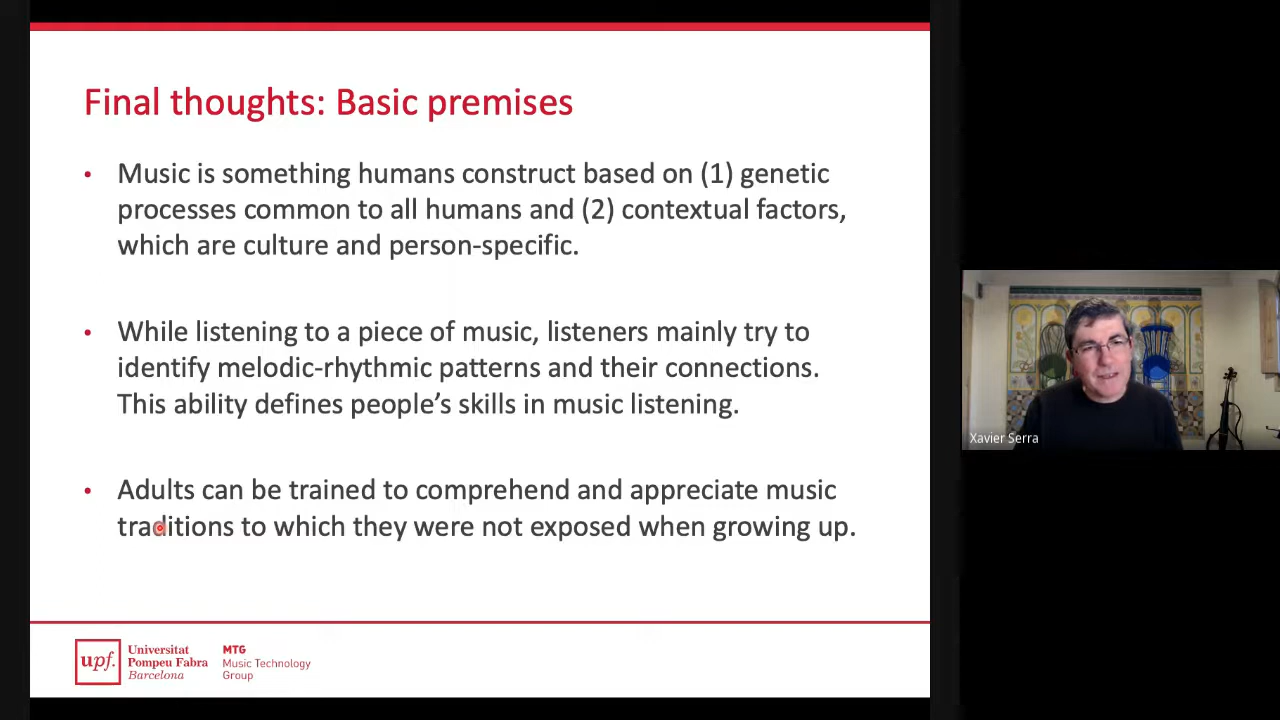 Final thoughts: Basic premises
• Music is something humans construct based on (1) genetic
processes common to all humans and (2) contextual factors,
which are culture and person-specific.
• While listening to a piece of music, listeners mainly try to
identify melodic-rhythmic patterns and their connections.
This ability defines people’s skills in music listening.
• Adults can be trained to comprehend and appreciate music
traditions to which they were not exposed when growing up.
upf.
Universitat
Pompeu Fabra
Barcelona
MTG
Music Technology
Group
Xavier Serra